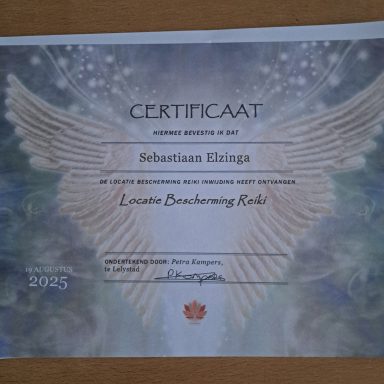 CERTIFICAAT
HIERMEE BEVESTIG IK DAT
Sebastiaan Elzinga
DE LOCATIE BESCHERMING REIKI INWIJDING HEEFT ONTVANGEN
Locatie Bescherming Reiki
ONDERTEKEND DOOR: Petra Kampers,
te Lelystad
19 AUGUSTUS
2025